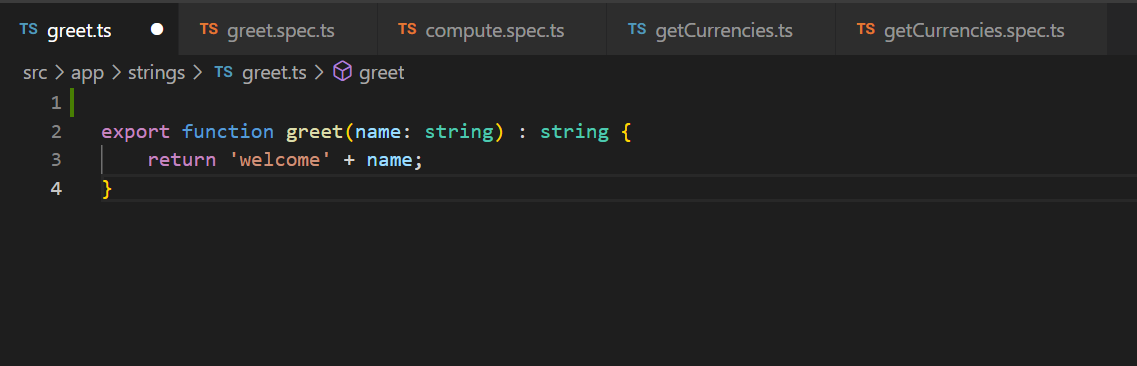 TS greet.ts TS greet.spec.ts TS compute.spec.ts TS getCurrencies.ts TS getCurrencies.spec.ts
src > app > strings > TS greet.ts > greet
1
2 export function greet(name: string) : string {
3 return 'welcome' + name;
4 }